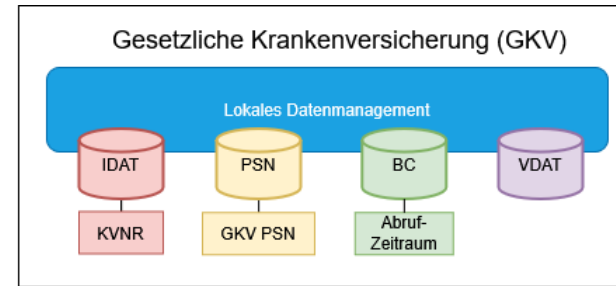 Gesetzliche Krankenversicherung (GKV)
Lokales Datenmanagement
IDAT
PSN
BC
VDAT
KVNR
GKV PSN
Abruf-
Zeitraum